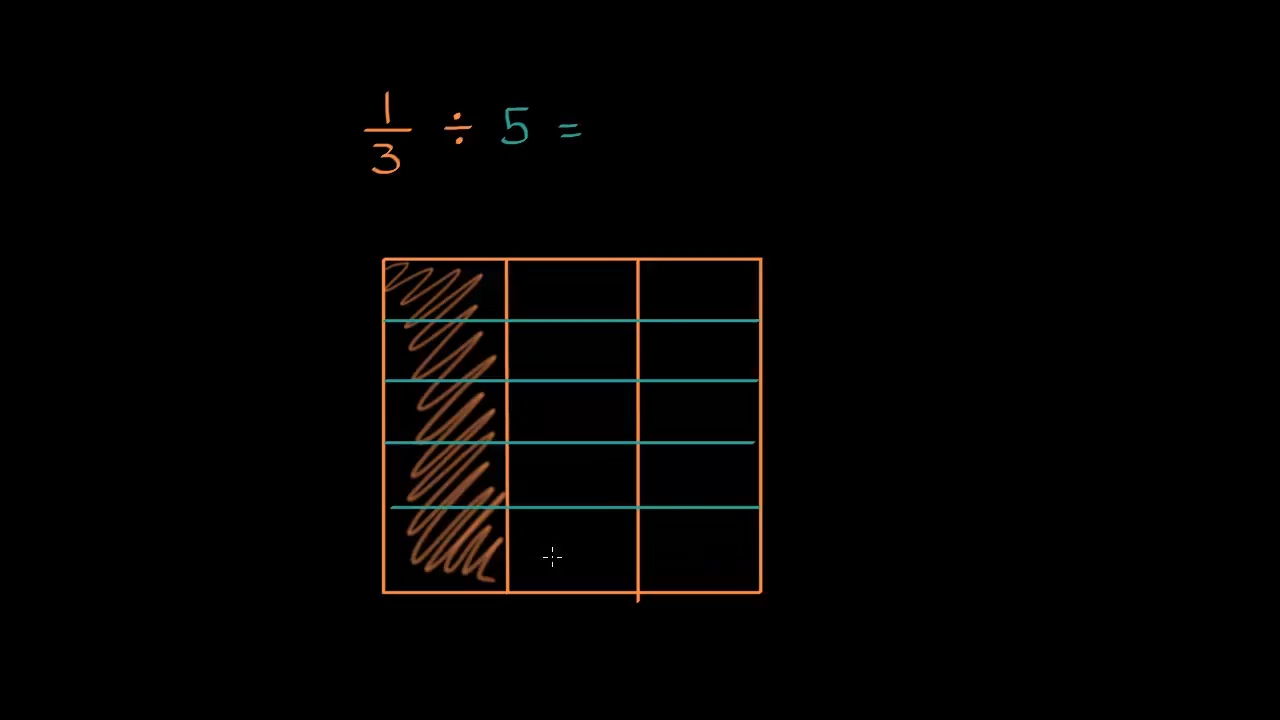 1/3 ÷ 5 =